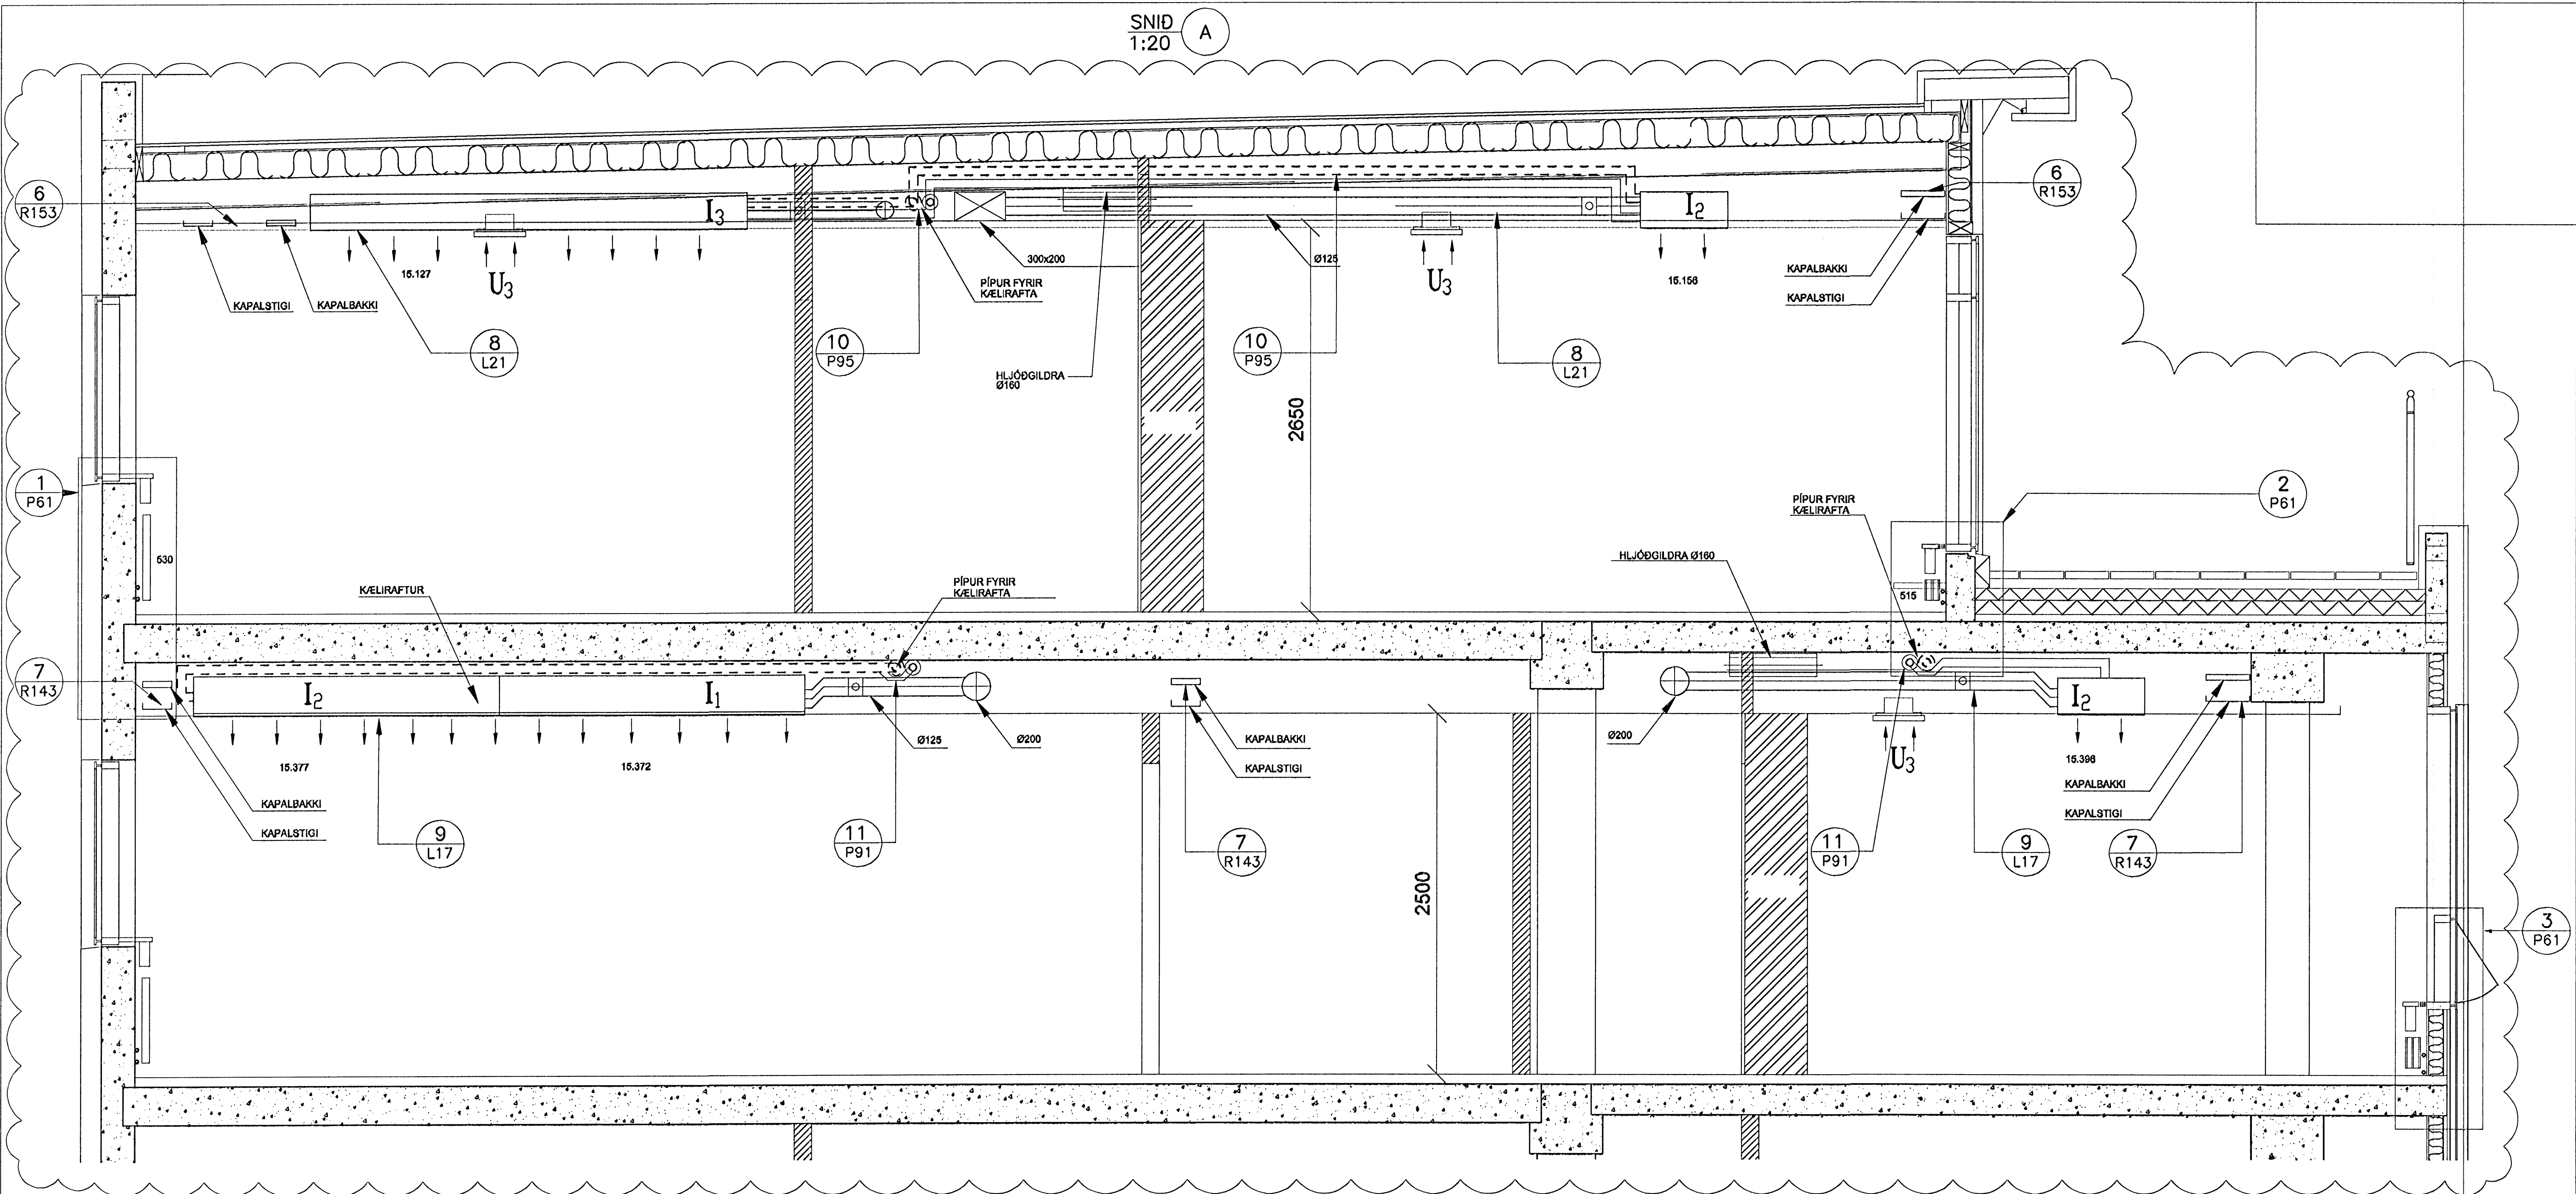 SNIÐ
1:20
A
6
R153
6
R153
I3
I2
15.127
U3
300x200
Ø125
U3
15.156
KAPALBAKKI
KAPALSTIGI
KAPALSTIGI
KAPALBAKKI
PÍPUR FYRIR
KÆLIRAFTA
8
L21
10
P95
HLJÓÐGILDRA
Ø160
10
P95
8
L21
2650
1
P61
2
P61
PÍPUR FYRIR
KÆLIRAFTA
530
HLJÓÐGILDRA Ø160
KÆLIRAFTUR
PÍPUR FYRIR
KÆLIRAFTA
515
7
R143
I2
I1
I2
Ø125
Ø200
KAPALBAKKI
KAPALSTIGI
Ø200
U3
15.377
15.372
15.396
KAPALBAKKI
KAPALSTIGI
KAPALBAKKI
KAPALSTIGI
9
L17
11
P91
7
R143
2500
11
P91
9
L17
7
R143
3
P61